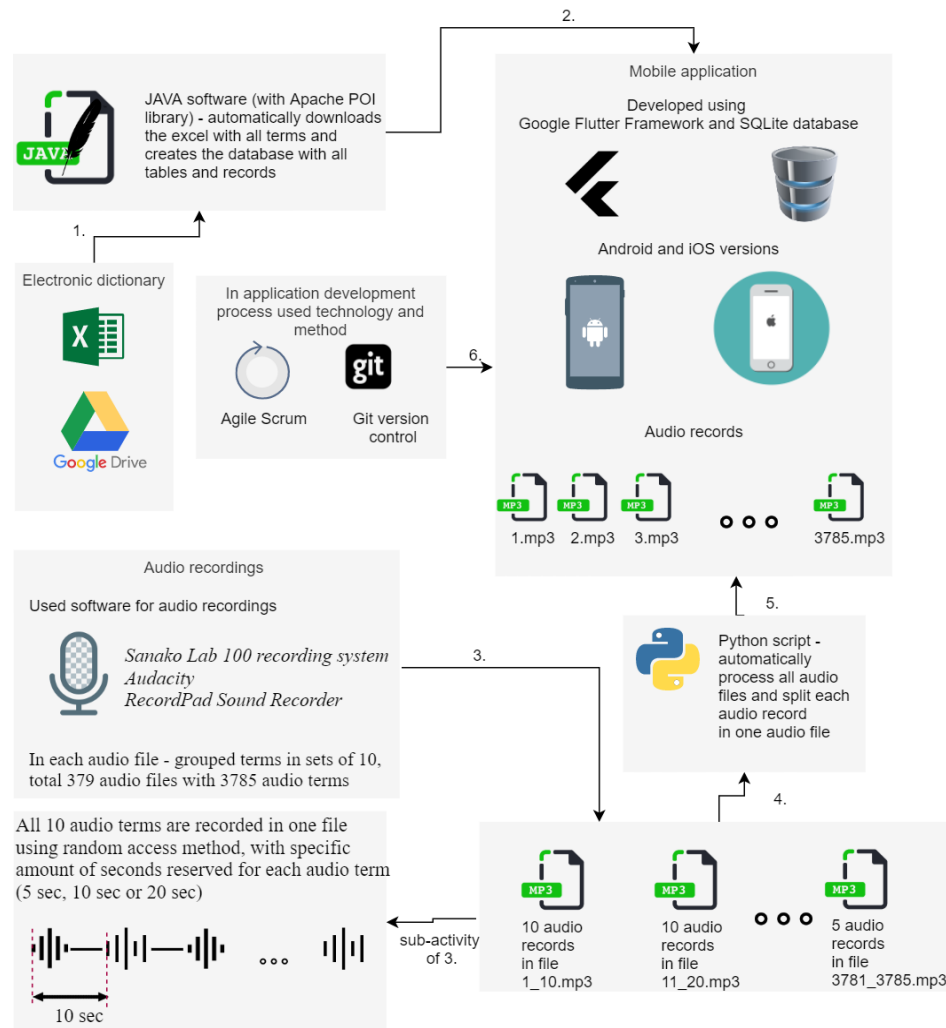 2.
JAVA software (with Apache POI
library) - automatically downloads
the excel with all terms and
creates the database with all
tables and records
JAVA
1.
Mobile application
Developed using
Google Flutter Framework and SQLite database
Android and iOS versions
Electronic dictionary
X
Google Drive
In application development
process used technology and
method
git
Agile Scrum
Git version
control
6.
Audio records
MP3
MP3
MP3
MP3
1.mp3
2.mp3
3.mp3
3785.mp3
Audio recordings
Used software for audio recordings
Sanako Lab 100 recording system
Audacity
RecordPad Sound Recorder
In each audio file - grouped terms in sets of 10,
total 379 audio files with 3785 audio terms
3.
5.
Python script -
automatically
process all audio
files and split each
audio record
in one audio file
4.
All 10 audio terms are recorded in one file
using random access method, with specific
amount of seconds reserved for each audio term
(5 sec, 10 sec or 20 sec)
10 sec
sub-activity
of 3.
MP3
MP3
MP3
10 audio
records
in file
1_10.mp3
10 audio
records
in file
11_20.mp3
5 audio
records
in file
3781_3785.mp3